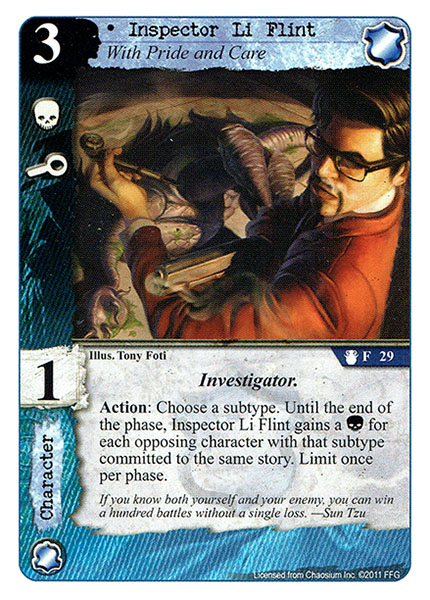 3
• Inspector Li Flint
With Pride and Care
Illus. Tony Foti
F 29
1
Investigator.
Action: Choose a subtype. Until the end of
the phase, Inspector Li Flint gains a for
each opposing character with that subtype
committed to the same story. Limit once
per phase.
If you know both yourself and your enemy, you can win
a hundred battles without a single loss. —Sun Tzu
Character
Licensed from Chaosium Inc. ©2011 FFG